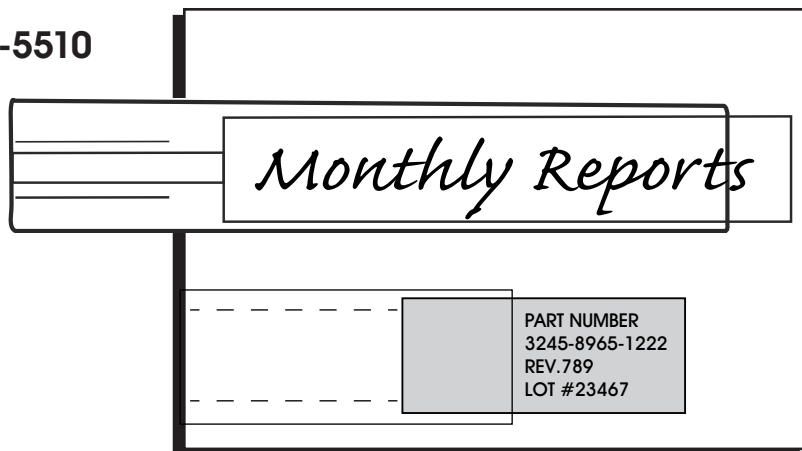 -5510
Monthly Reports
PART NUMBER
3245-8965-1222
REV.789
LOT #23467